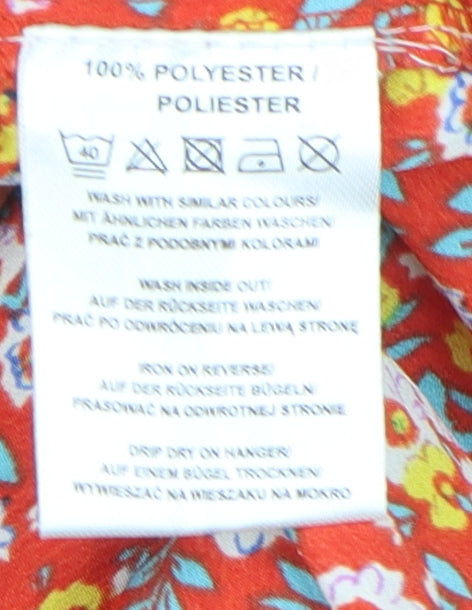 100% POLYESTER /
POLIESTER
40
WASH WITH SIMILAR COLOURS/
MIT ÄHNLICHEN FARBEN WASCHEN/
PRAĆ Z PODOBNYMI KOLORAMI
WASH INSIDE OUT/
AUF DER RÜCKSEITE WASCHEN/
PRAĆ PO ODWRÓCENIU NA LEWĄ STRONĘ
IRON ON REVERSE/
AUF DER RÜCKSEITE BÜGELN/
PRASOWAĆ NA ODWROTNEJ STRONIE
DRIP DRY ON HANGER/
AUF EINEM BÜGEL TROCKNEN/
WYWIESZAĆ NA WIESZAKU NA MOKRO